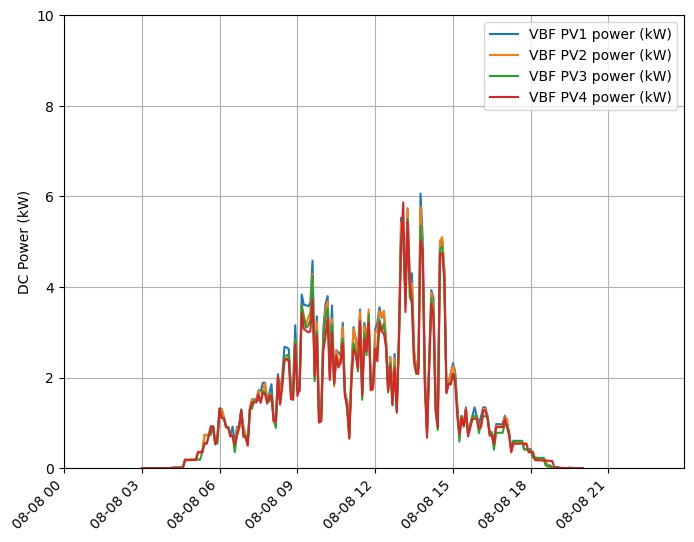 10
8
6
4
2
0
DC Power (kW)
VBF PV1 power (kW)
VBF PV2 power (kW)
VBF PV3 power (kW)
VBF PV4 power (kW)
08-08 00
08-08 03
08-08 06
08-08 09
08-08 12
08-08 15
08-08 18
08-08 21